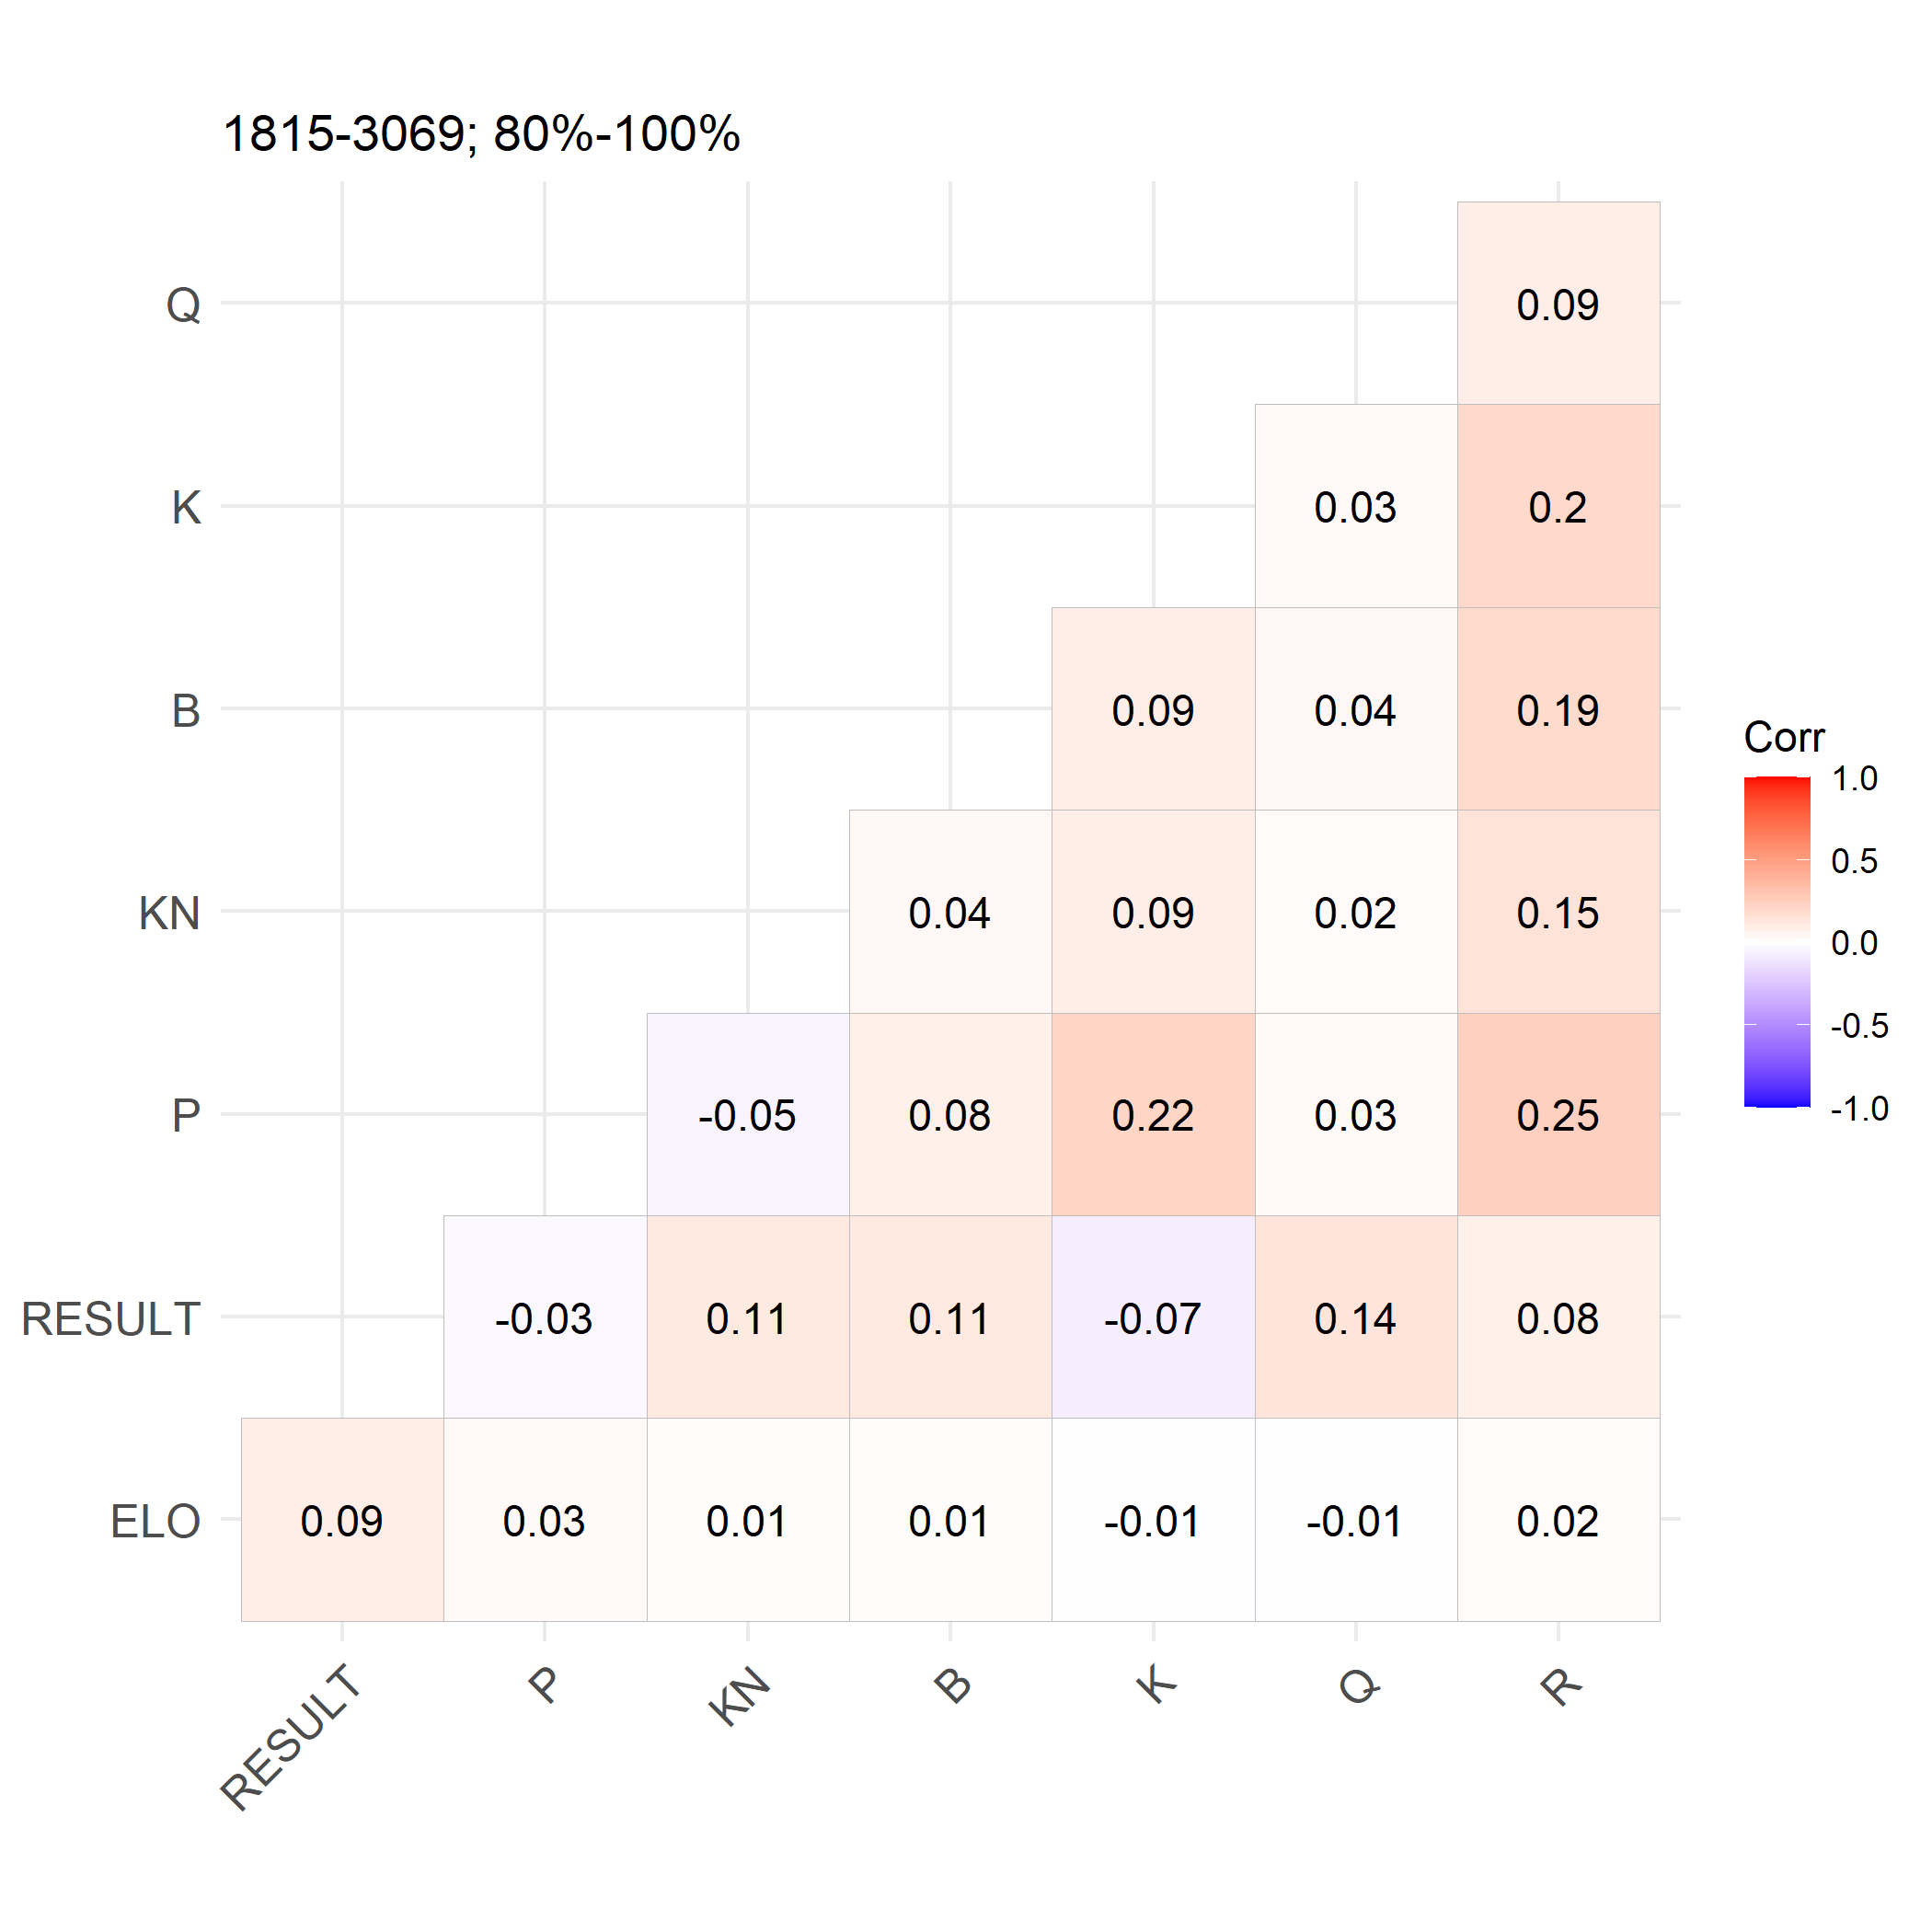 1815-3069; 80%-100%
Q 0.09
K 0.03 0.2
B 0.09 0.04 0.19
KN 0.04 0.09 0.02 0.15
P -0.05 0.08 0.22 0.03 0.25
RESULT -0.03 0.11 0.11 -0.07 0.14 0.08
ELO 0.09 0.03 0.01 0.01 -0.01 -0.01 0.02
RESULT P KN B K Q R
Corr
1.0
0.5
0.0
-0.5
-1.0